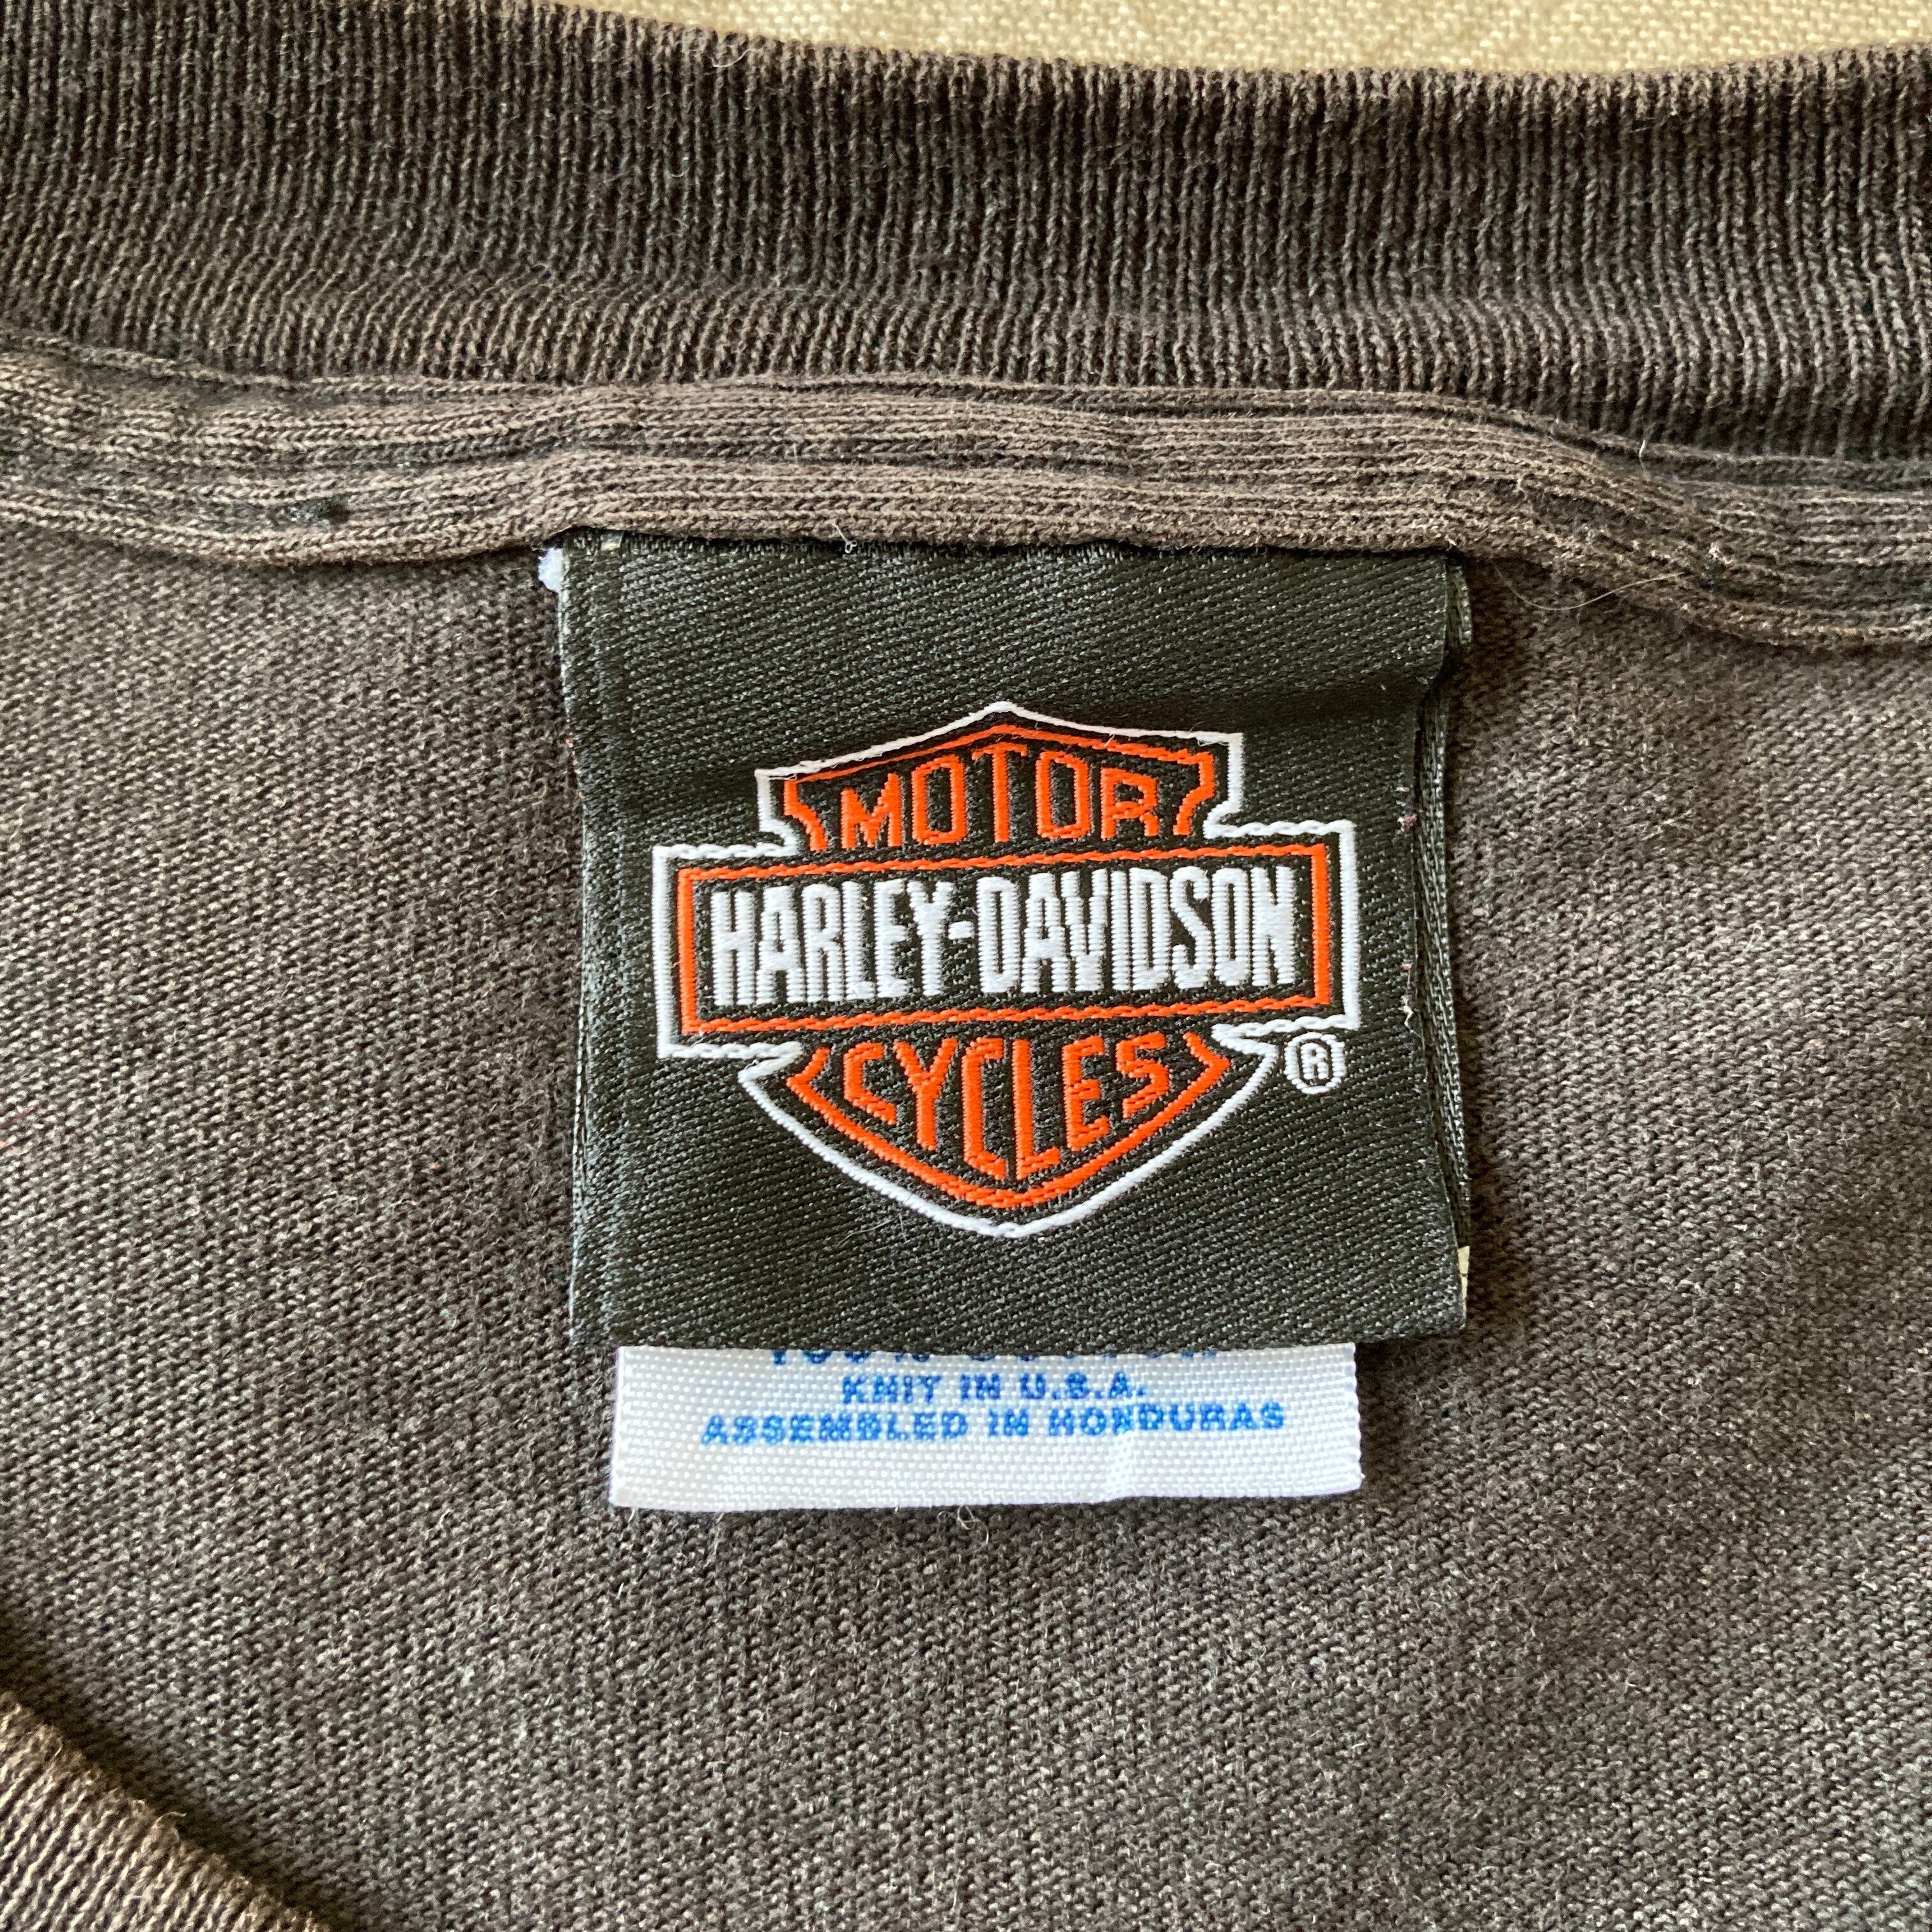 MOTOR
HARLEY-DAVIDSON
CYCLES
®
KNIT IN U.S.A.
ASSEMBLED IN HONDURAS